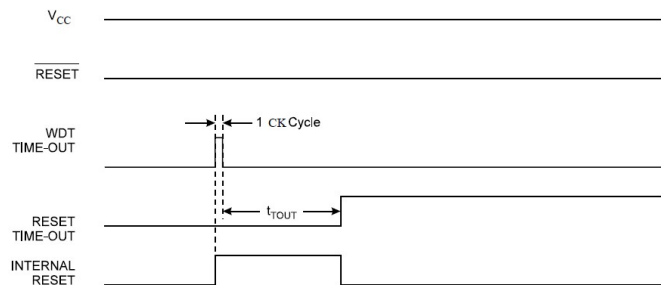 VCC
RESET
1 CK Cycle
WDT
TIME-OUT
tTOUT
RESET
TIME-OUT
INTERNAL
RESET